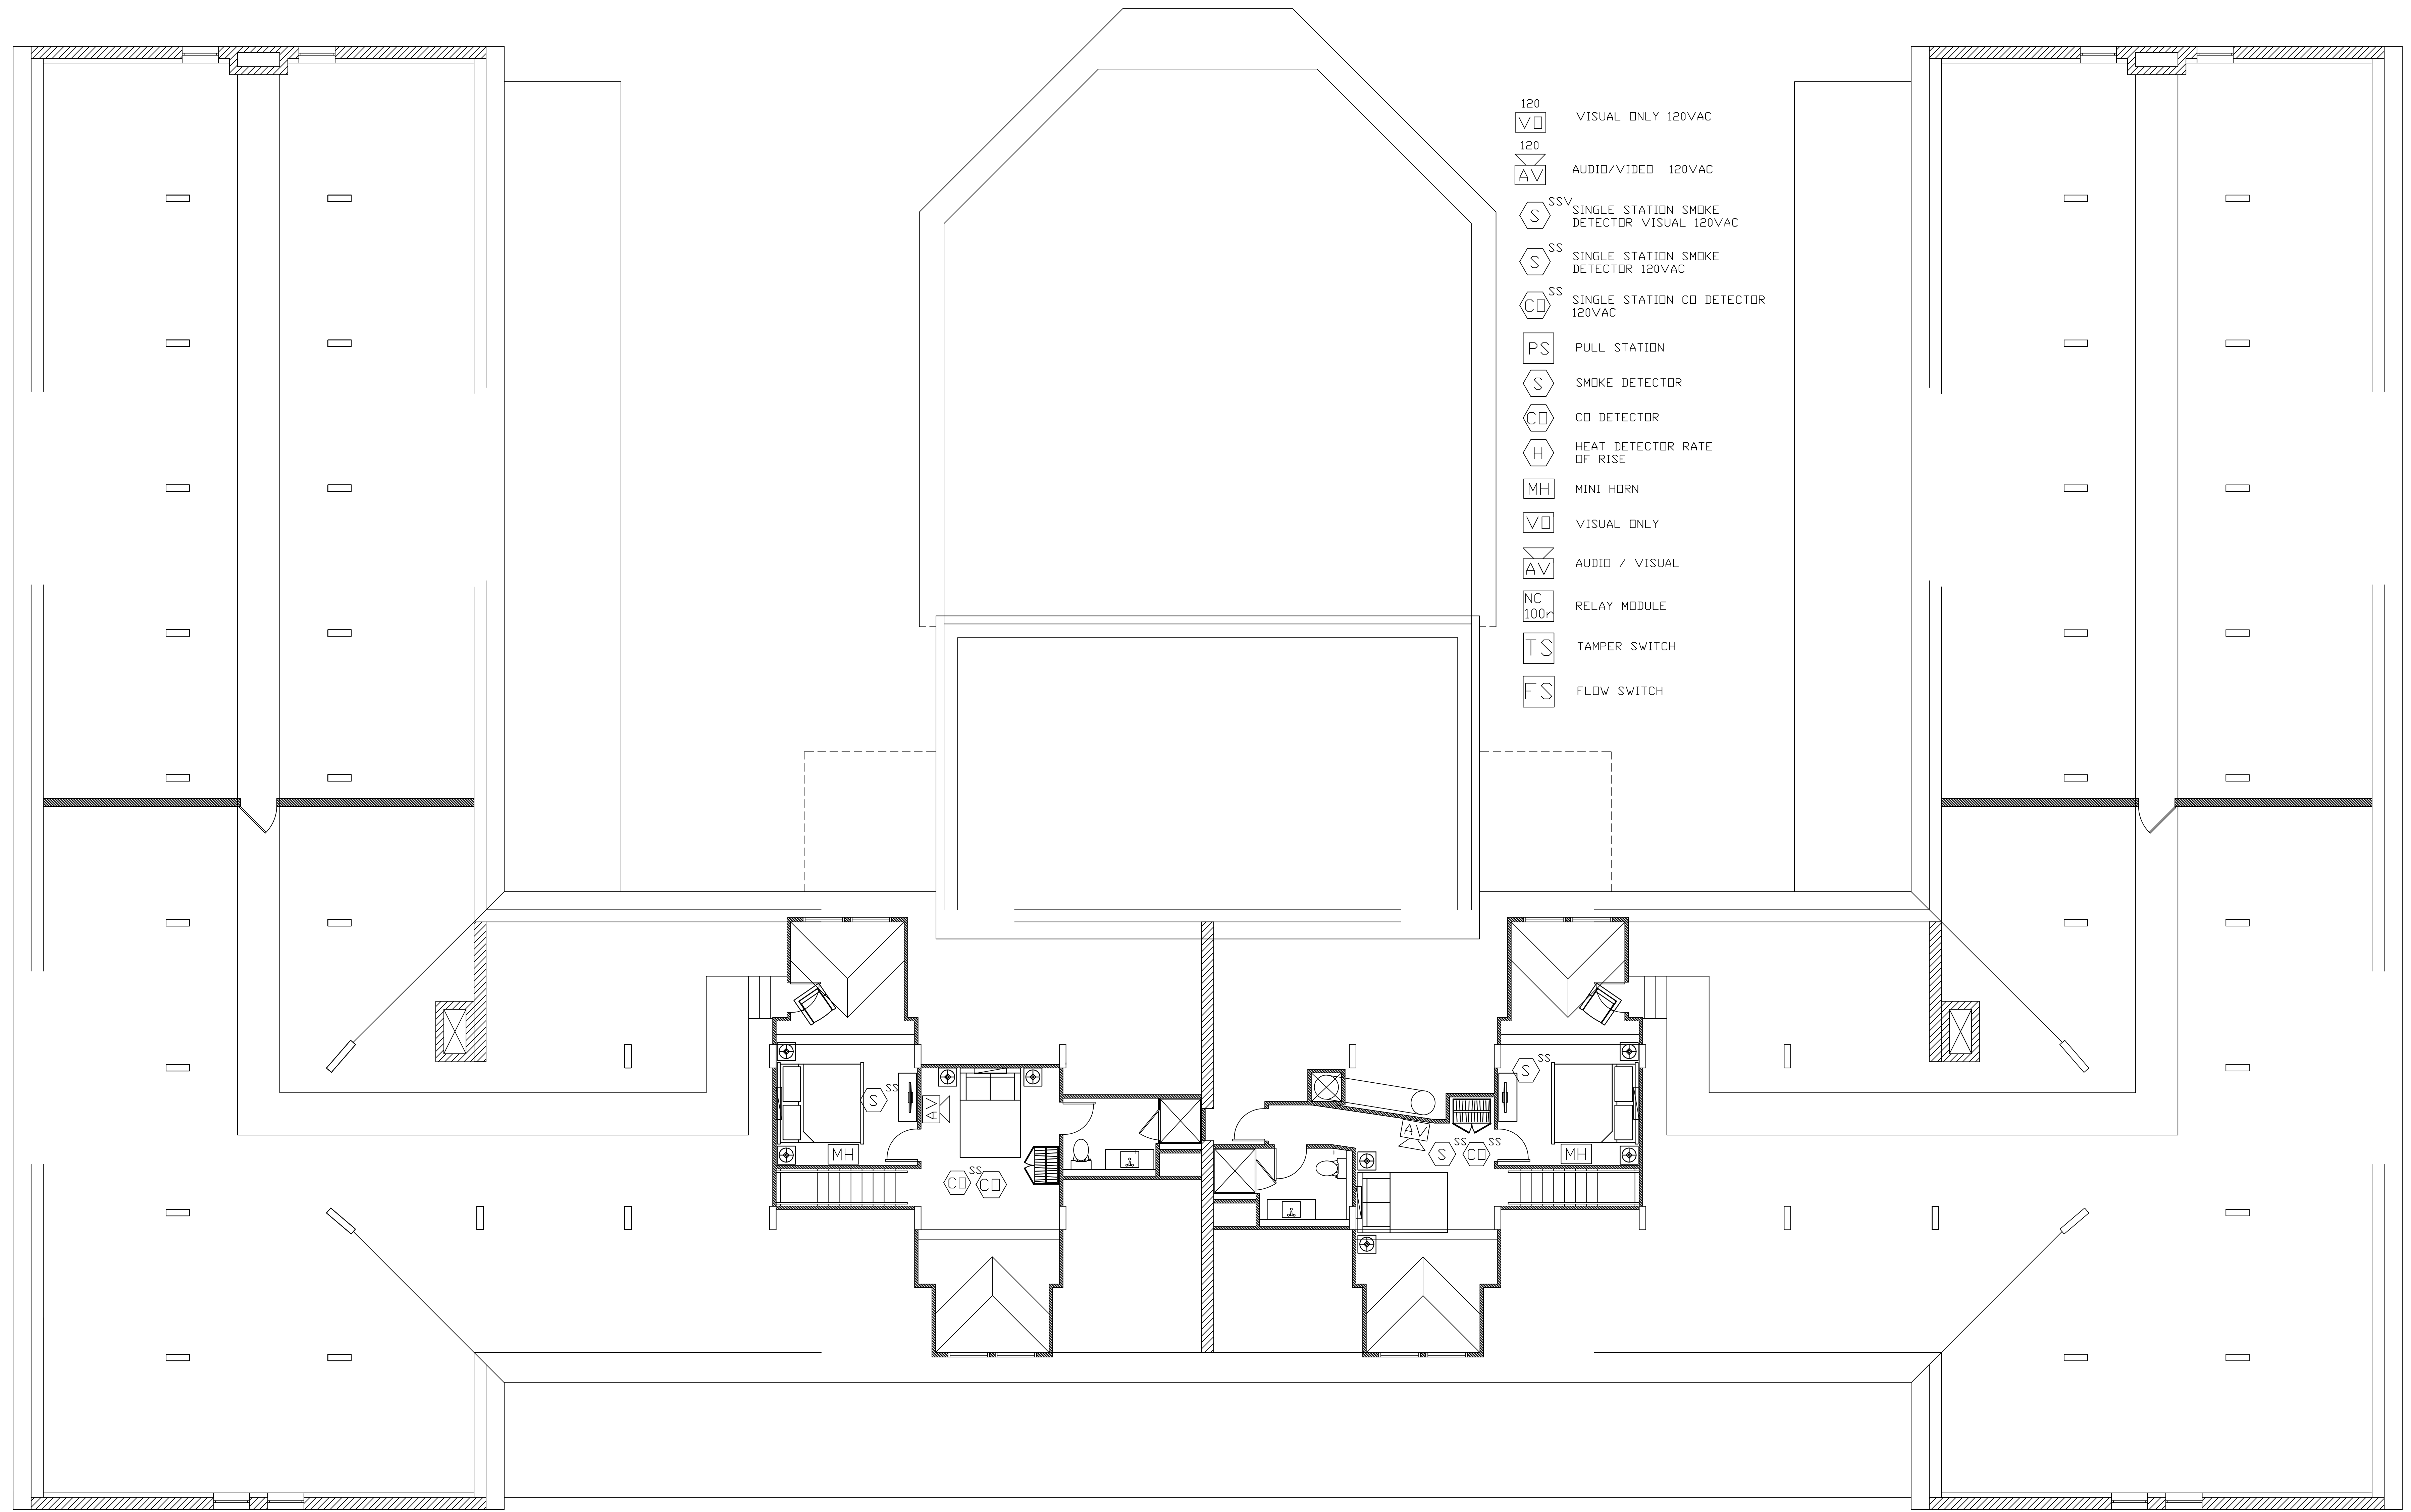 120
VO VISUAL ONLY 120VAC
120
AV AUDIO/VIDEO 120VAC
S SSV SINGLE STATION SMOKE
DETECTOR VISUAL 120VAC
S SS SINGLE STATION SMOKE
DETECTOR 120VAC
CO SS SINGLE STATION CO DETECTOR
120VAC
PS PULL STATION
S SMOKE DETECTOR
CO CO DETECTOR
H HEAT DETECTOR RATE
OF RISE
MH MINI HORN
VO VISUAL ONLY
AV AUDIO / VISUAL
NC
100r RELAY MODULE
TS TAMPER SWITCH
FS FLOW SWITCH
S SS
AV
MH
CO SS CO
S SS
AV
S SS CO SS
MH